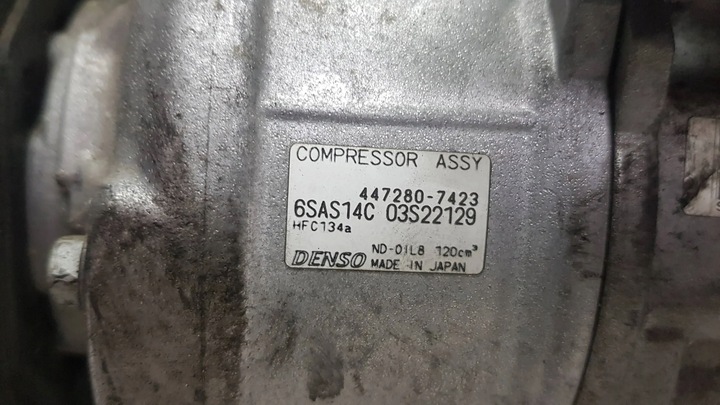 COMPRESSOR ASSY
447280-7423
6SAS14C 03S22129
HFC134a
ND-OIL8 120cm³
DENSO MADE IN JAPAN